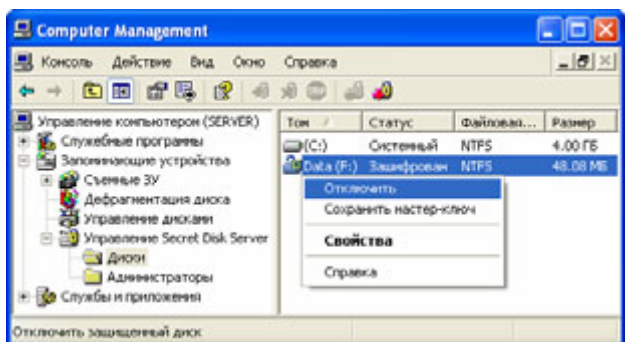 Computer Management
Консоль Действие Вид Окно Справка
Управление компьютером (SERVER)
Служебные программы
Запоминающие устройства
Съемные ЗУ
Дефрагментация диска
Управление дисками
Управление Secret Disk Server
Диски
Администраторы
Службы и приложения
Том / Статус Файловая... Размер
(C:) Системный NTFS 4.00 ГБ
Data (F:) Зашифрован NTFS 48.08 МБ
Отключить
Сохранить мастер-ключ
Свойства
Справка
Отключить защищенный диск